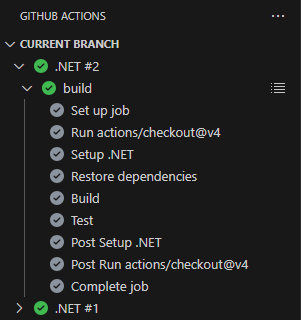 GITHUB ACTIONS
CURRENT BRANCH
.NET #2
build
Set up job
Run actions/checkout@v4
Setup .NET
Restore dependencies
Build
Test
Post Setup .NET
Post Run actions/checkout@v4
Complete job
.NET #1